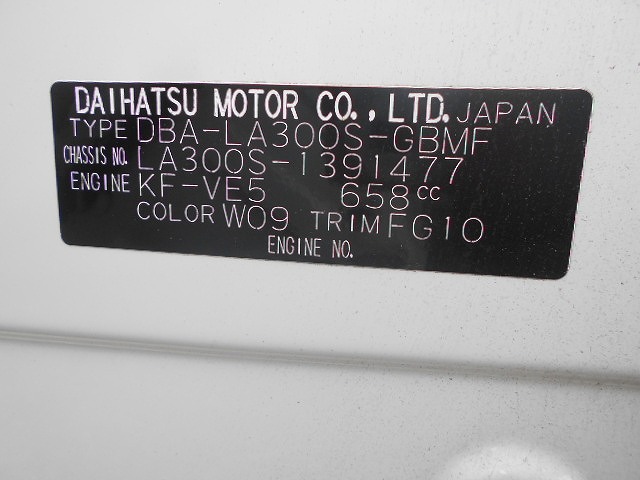 DAIHATSU MOTOR CO., LTD. JAPAN
TYPE DBA-LA300S-GBMF
CHASSIS NO. LA300S-1391477
ENGINE KF-VE5 658cc
COLOR W09 TRIM FG10
ENGINE NO.